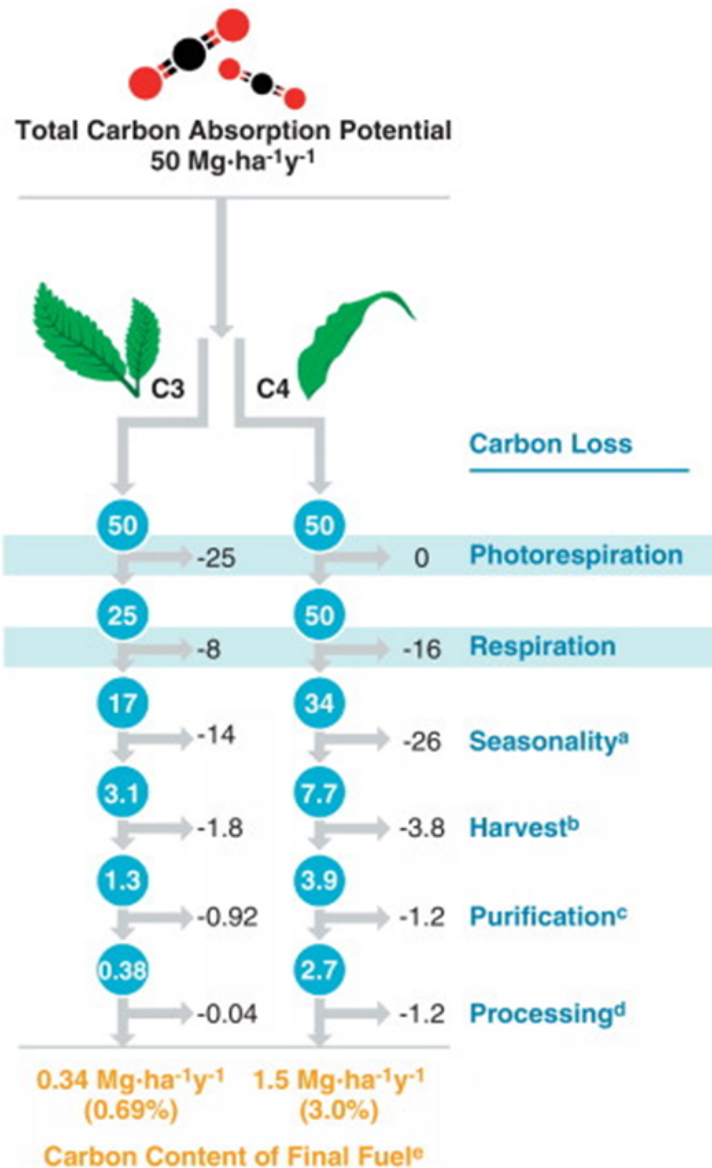 Total Carbon Absorption Potential
50 Mg·ha⁻¹y⁻¹
C3
C4
Carbon Loss
50
50
-25
0
Photorespiration
25
50
-8
-16
Respiration
17
34
-14
-26
Seasonalityᵃ
3.1
7.7
-1.8
-3.8
Harvestᵇ
1.3
3.9
-0.92
-1.2
Purificationᶜ
0.38
2.7
-0.04
-1.2
Processingᵈ
0.34 Mg·ha⁻¹y⁻¹
1.5 Mg·ha⁻¹y⁻¹
(0.69%)
(3.0%)
Carbon Content of Final Fuelᵉ